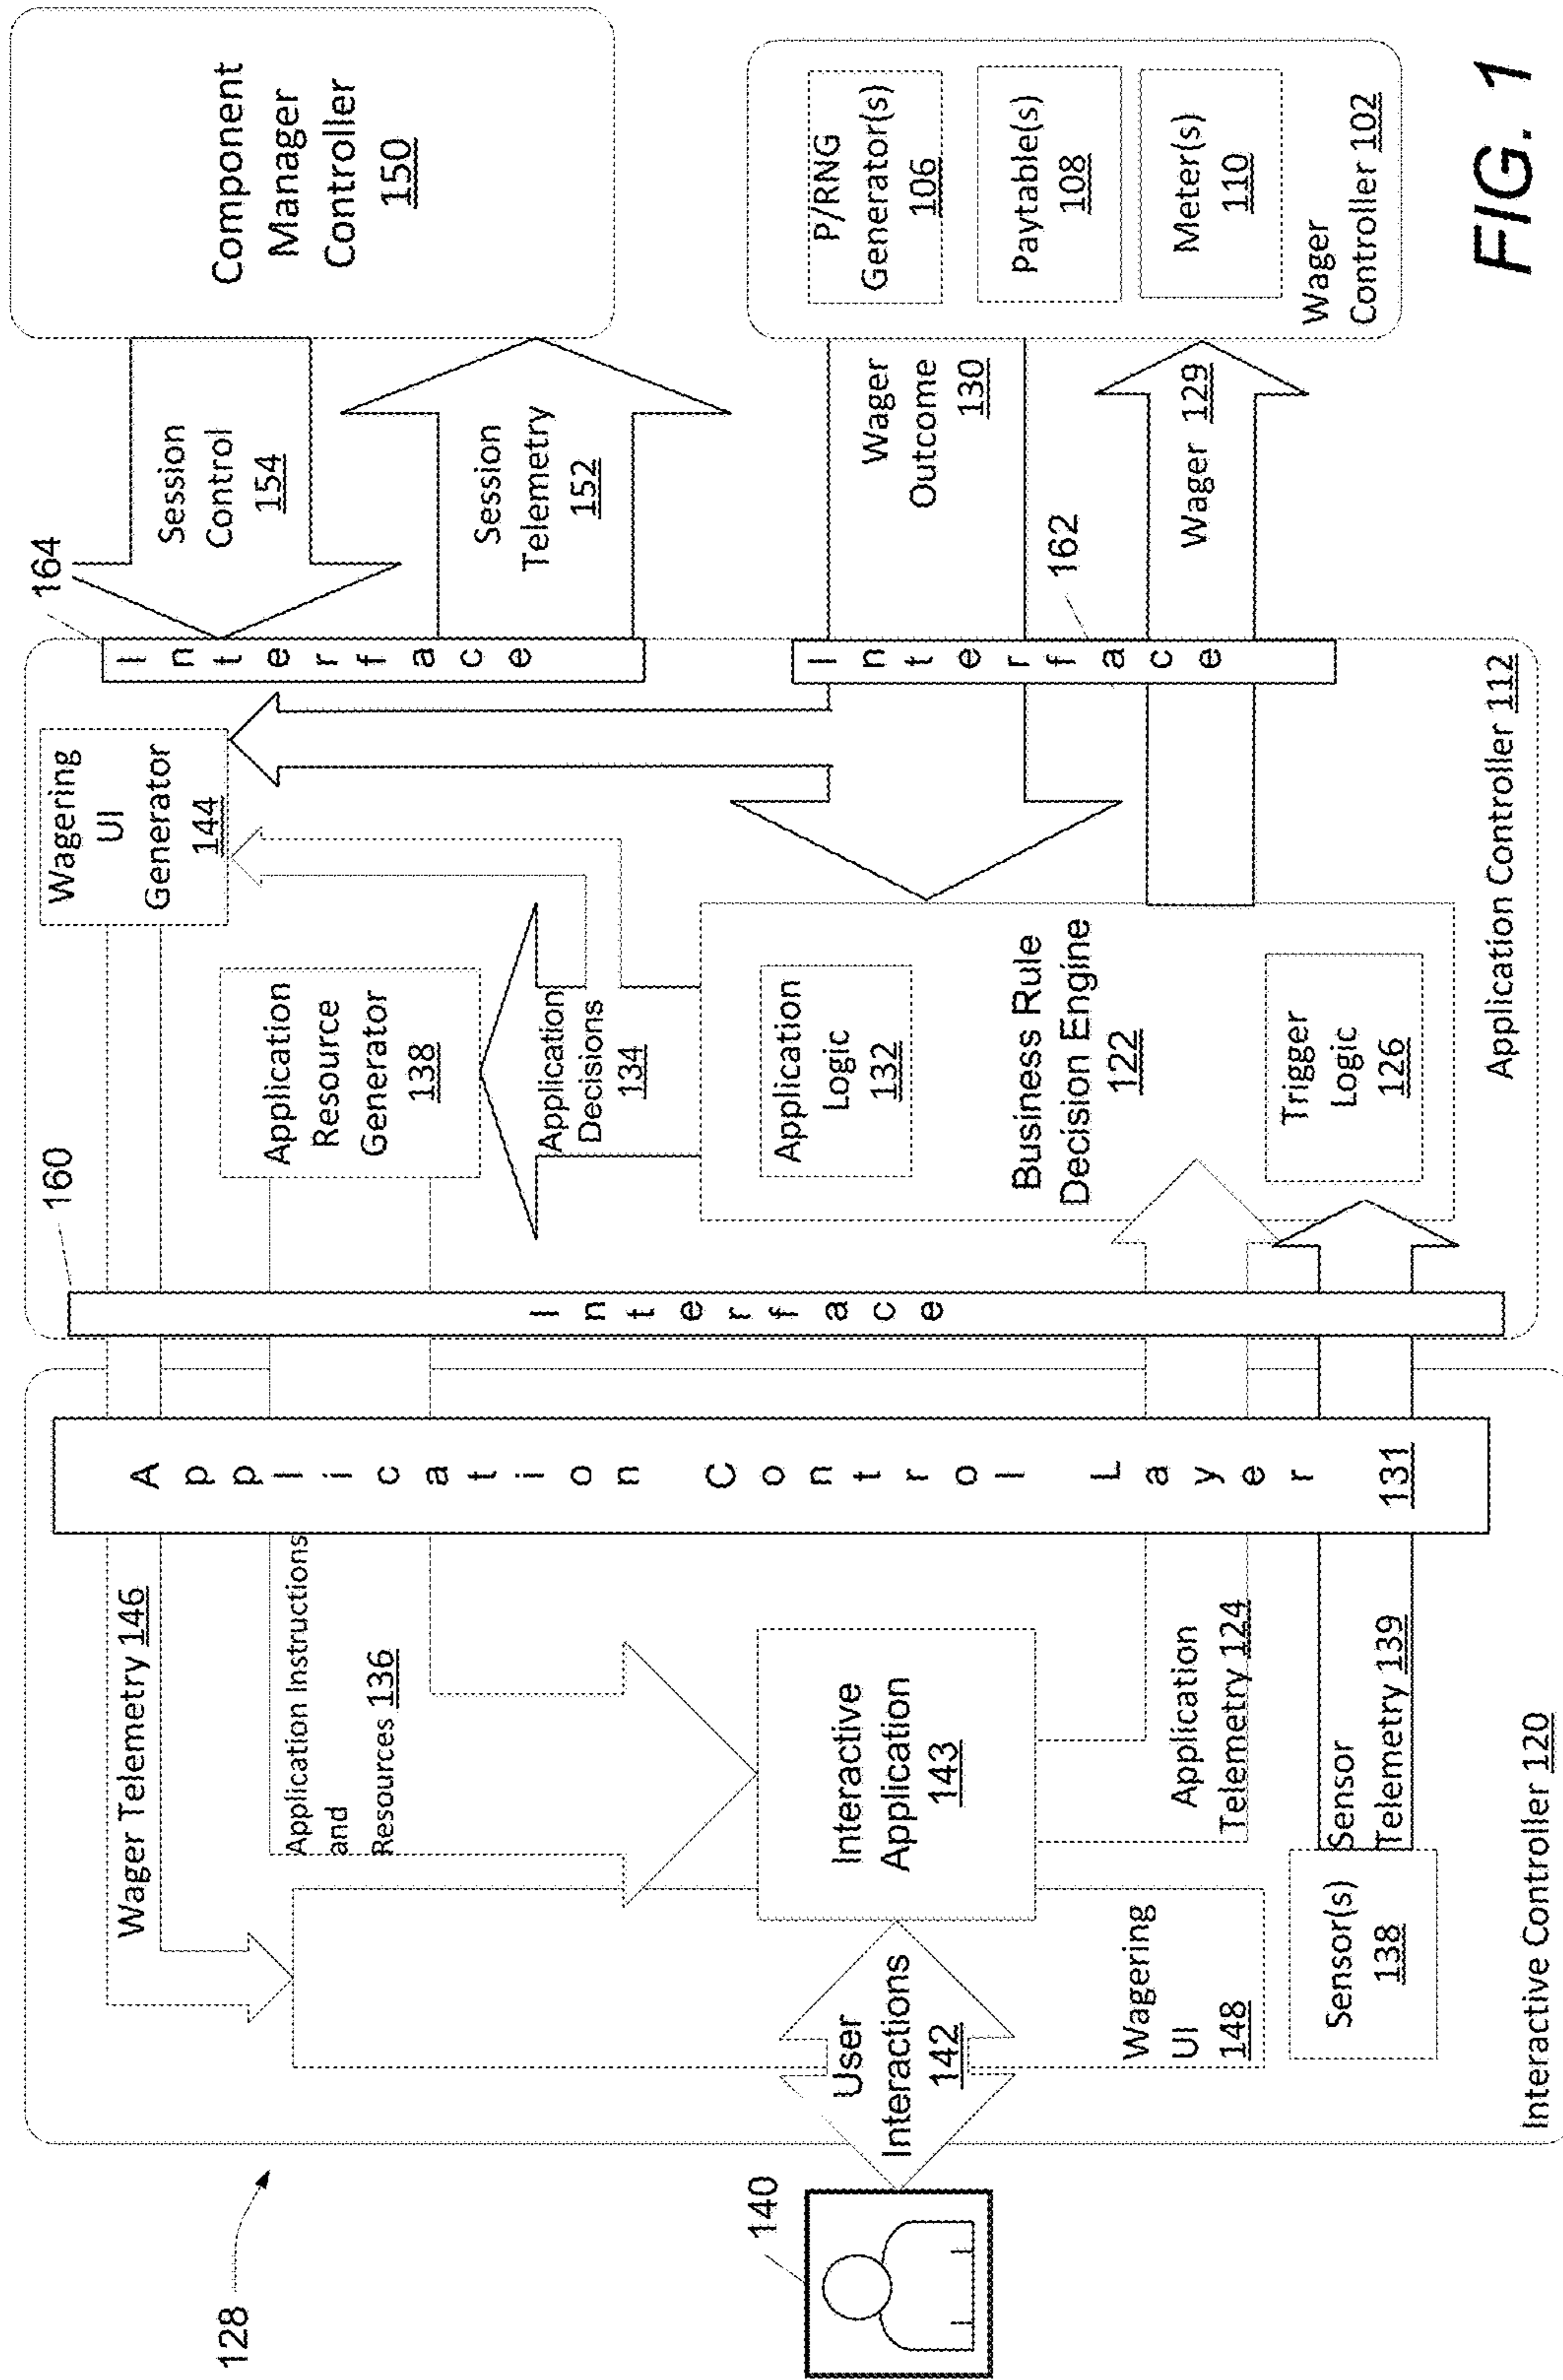 128
140
User
Interactions
142
Wager Telemetry 146
Application Instructions
and
Resources 136
Interactive
Application
143
Wagering
UI
148
Application
Telemetry 124
Sensor
Telemetry 139
Sensor(s)
138
Interactive Controller 120
Application Control Layer
131
160
Interface
Wagering
UI
Generator
144
Application
Resource
Generator
138
Application
Decisions
134
Application
Logic
132
Business Rule
Decision Engine
122
Trigger
Logic
126
Application Controller 112
164
Interface
162
Interface
Session
Control
154
Session
Telemetry
152
Wager
Outcome
130
Wager 129
Component
Manager
Controller
150
P/RNG
Generator(s)
106
Paytable(s)
108
Meter(s)
110
Wager
Controller 102
FIG. 1